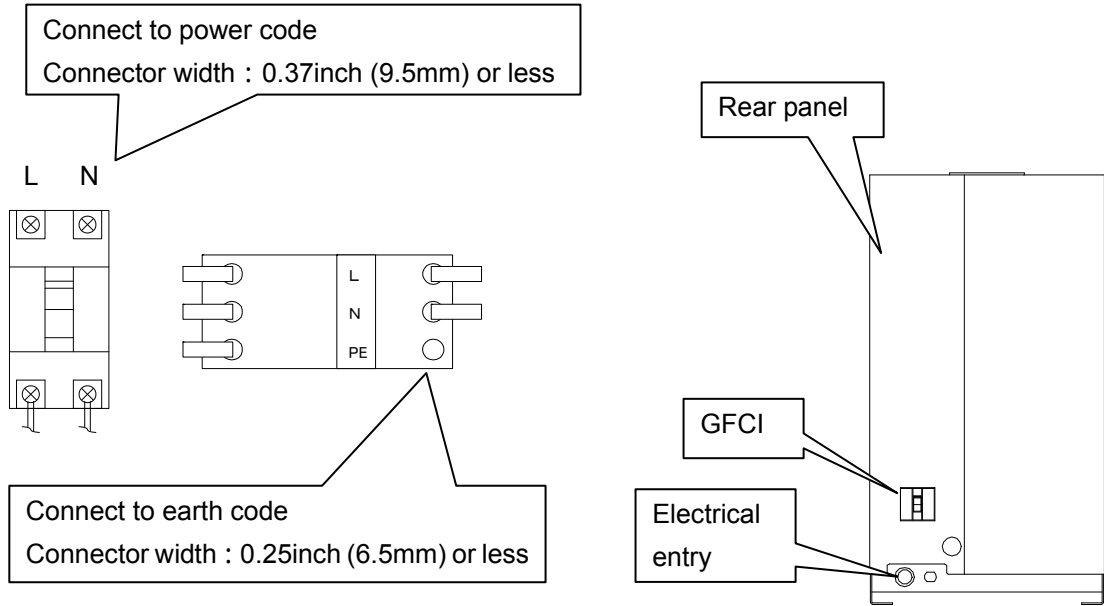 Connect to power code
Connector width : 0.37inch (9.5mm) or less
L N
L
N
PE
Connect to earth code
Connector width : 0.25inch (6.5mm) or less
Rear panel
GFCI
Electrical
entry